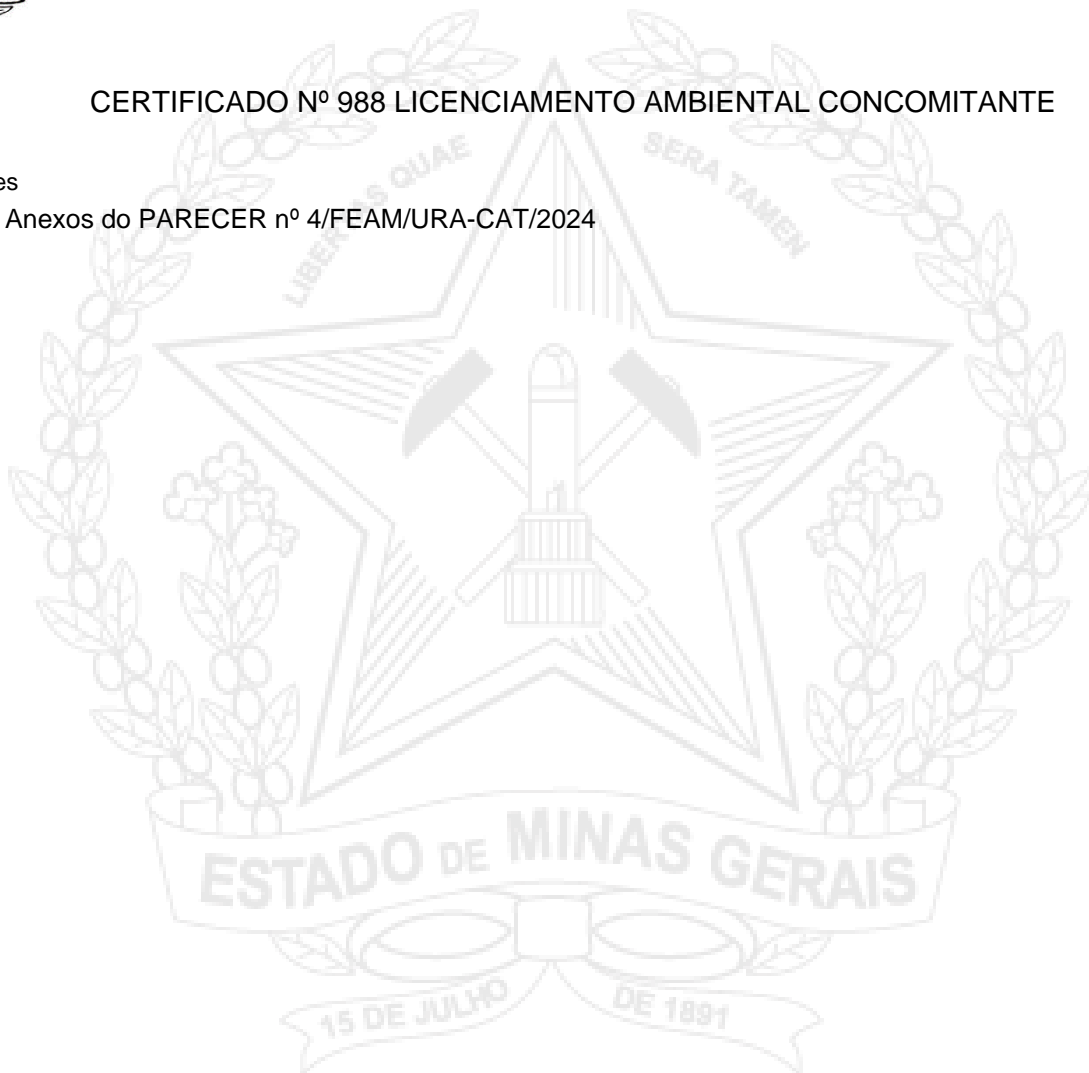 CERTIFICADO Nº 988 LICENCIAMENTO AMBIENTAL CONCOMITANTE
es
Anexos do PARECER nº 4/FEAM/URA-CAT/2024
LIBERTAS QUAE SERA TAMEN
ESTADO DE MINAS GERAIS
15 DE JULHO DE 1891